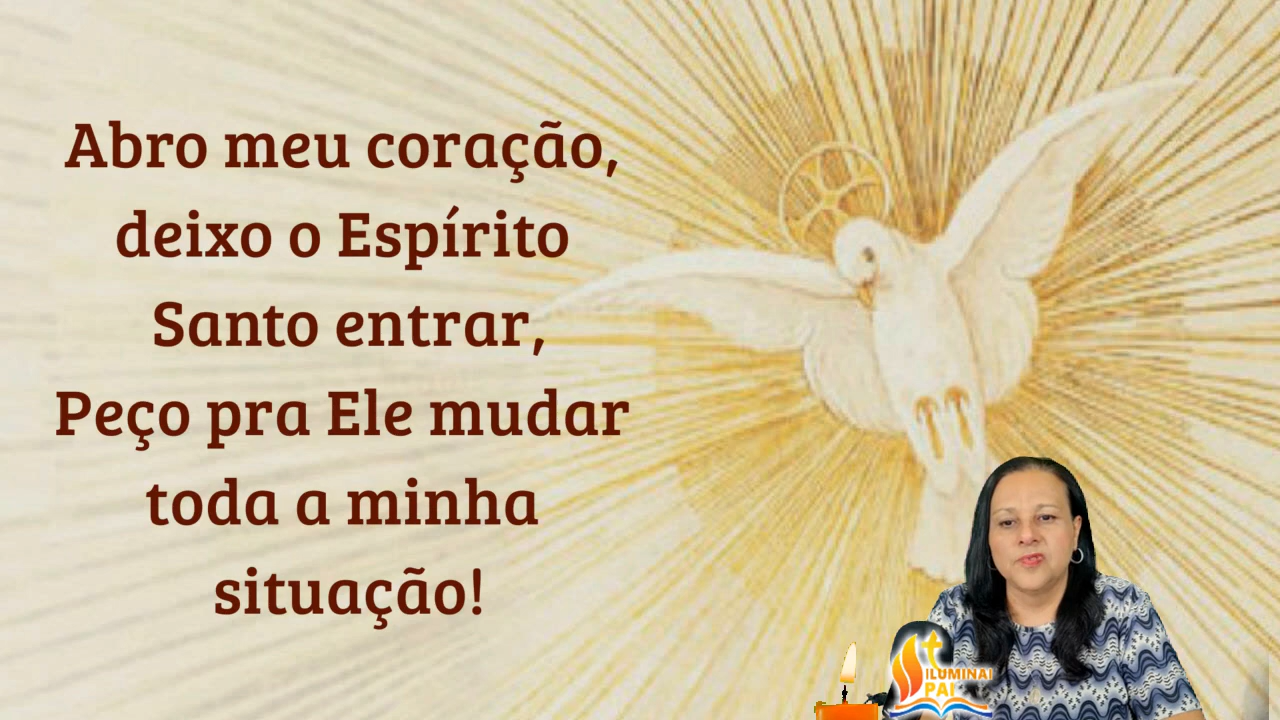 Abro meu coração,
deixo o Espírito
Santo entrar,
Peço pra Ele mudar
toda a minha
situação!
ILUMINAI
PAI